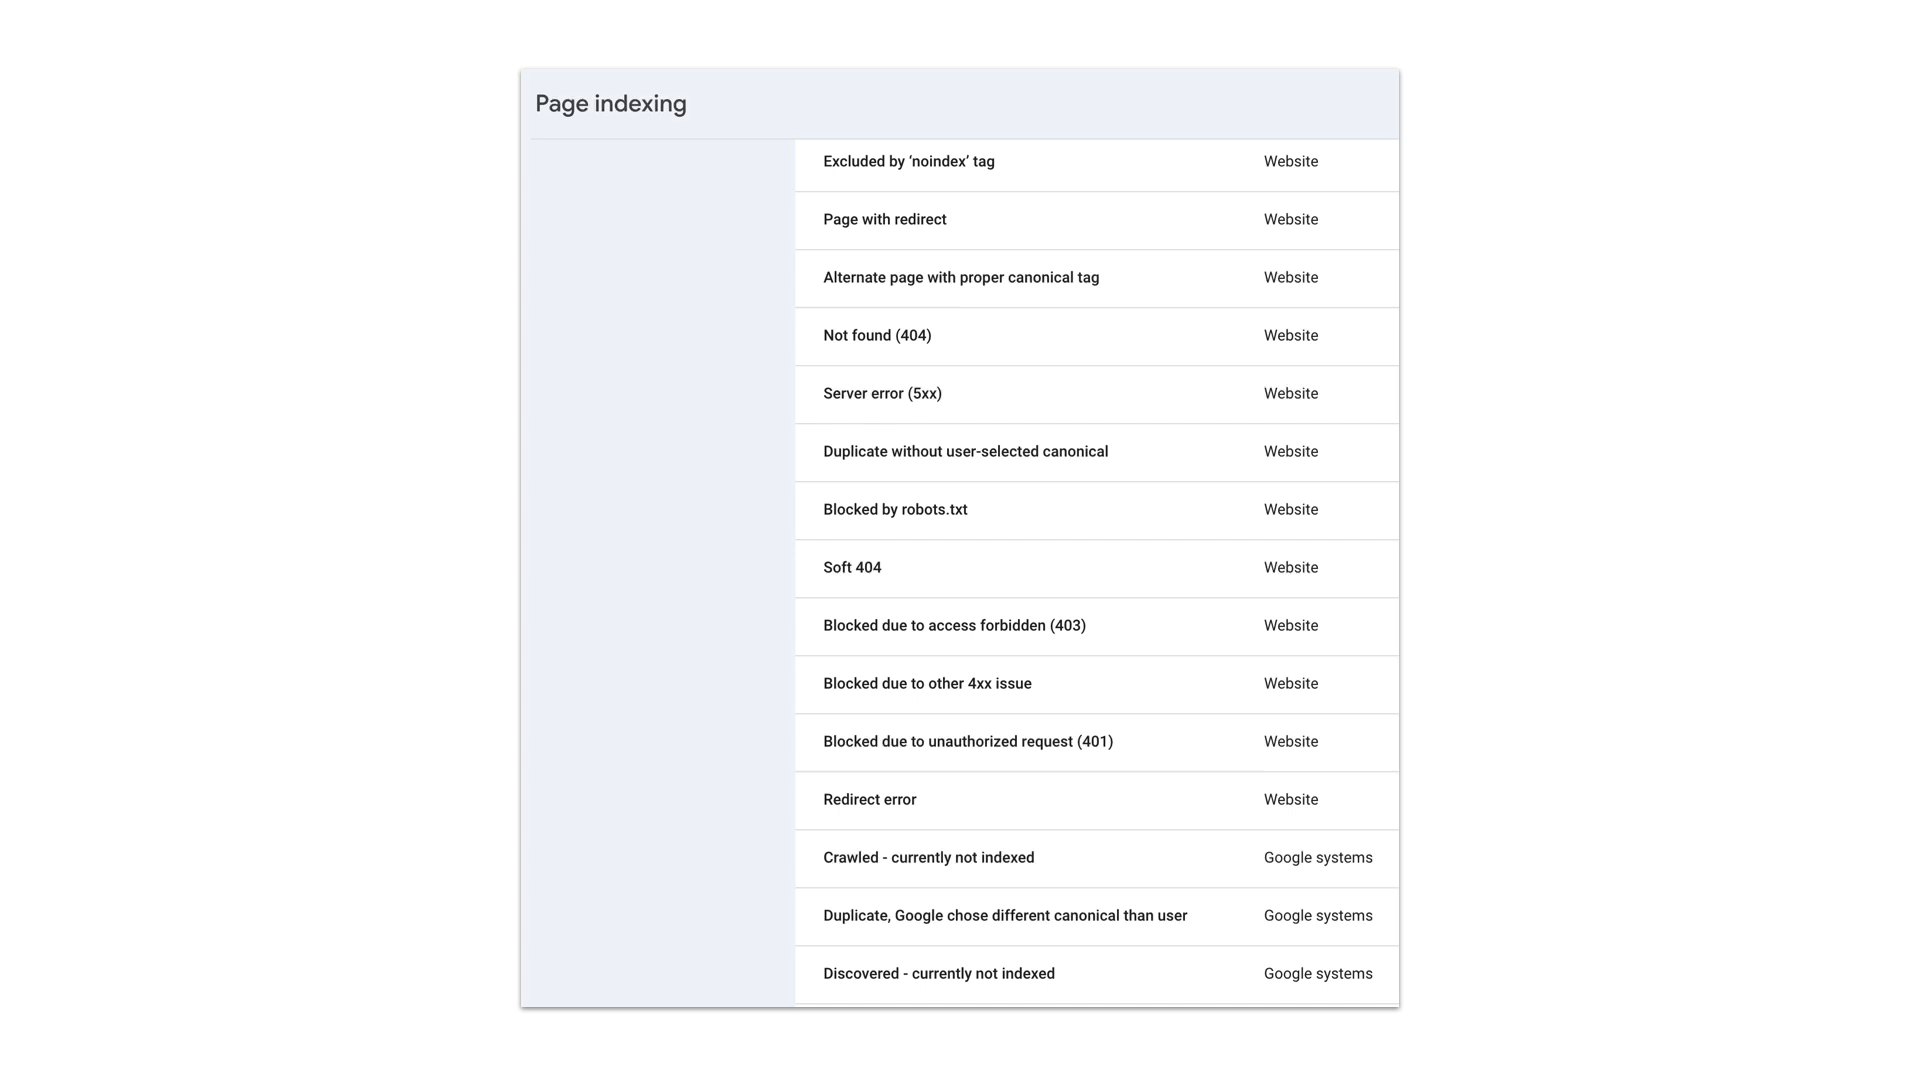 Page indexing
Excluded by ‘noindex’ tag Website
Page with redirect Website
Alternate page with proper canonical tag Website
Not found (404) Website
Server error (5xx) Website
Duplicate without user-selected canonical Website
Blocked by robots.txt Website
Soft 404 Website
Blocked due to access forbidden (403) Website
Blocked due to other 4xx issue Website
Blocked due to unauthorized request (401) Website
Redirect error Website
Crawled - currently not indexed Google systems
Duplicate, Google chose different canonical than user Google systems
Discovered - currently not indexed Google systems